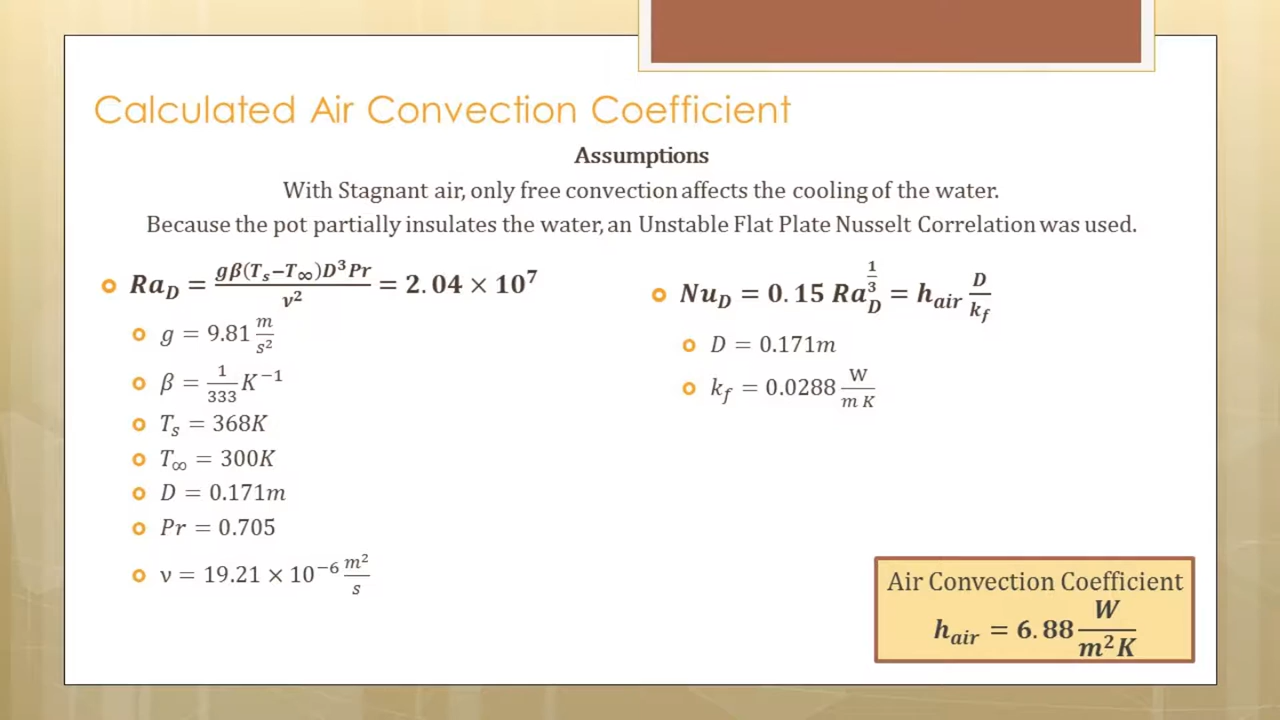 Calculated Air Convection Coefficient
Assumptions
With Stagnant air, only free convection affects the cooling of the water.
Because the pot partially insulates the water, an Unstable Flat Plate Nusselt Correlation was used.
Ra_D = gβ(T_s−T_∞)D³Pr / ν² = 2.04 × 10⁷
g = 9.81 m/s²
β = 1/333 K⁻¹
T_s = 368K
T_∞ = 300K
D = 0.171m
Pr = 0.705
ν = 19.21 × 10⁻⁶ m²/s
Nu_D = 0.15 Ra_D^(1/3) = h_air D/k_f
D = 0.171m
k_f = 0.0288 W/m K
Air Convection Coefficient
h_air = 6.88 W/m²K